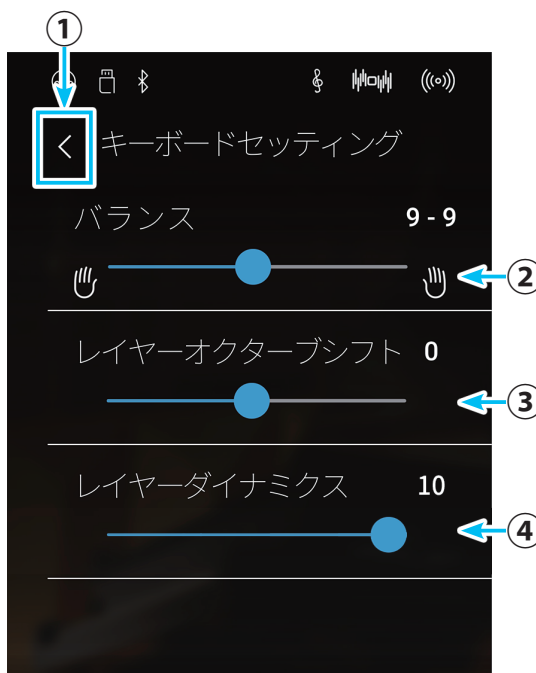 ①
キーボードセッティング
バランス 9 - 9
②
レイヤーオクターブシフト 0
③
レイヤーダイナミクス 10
④